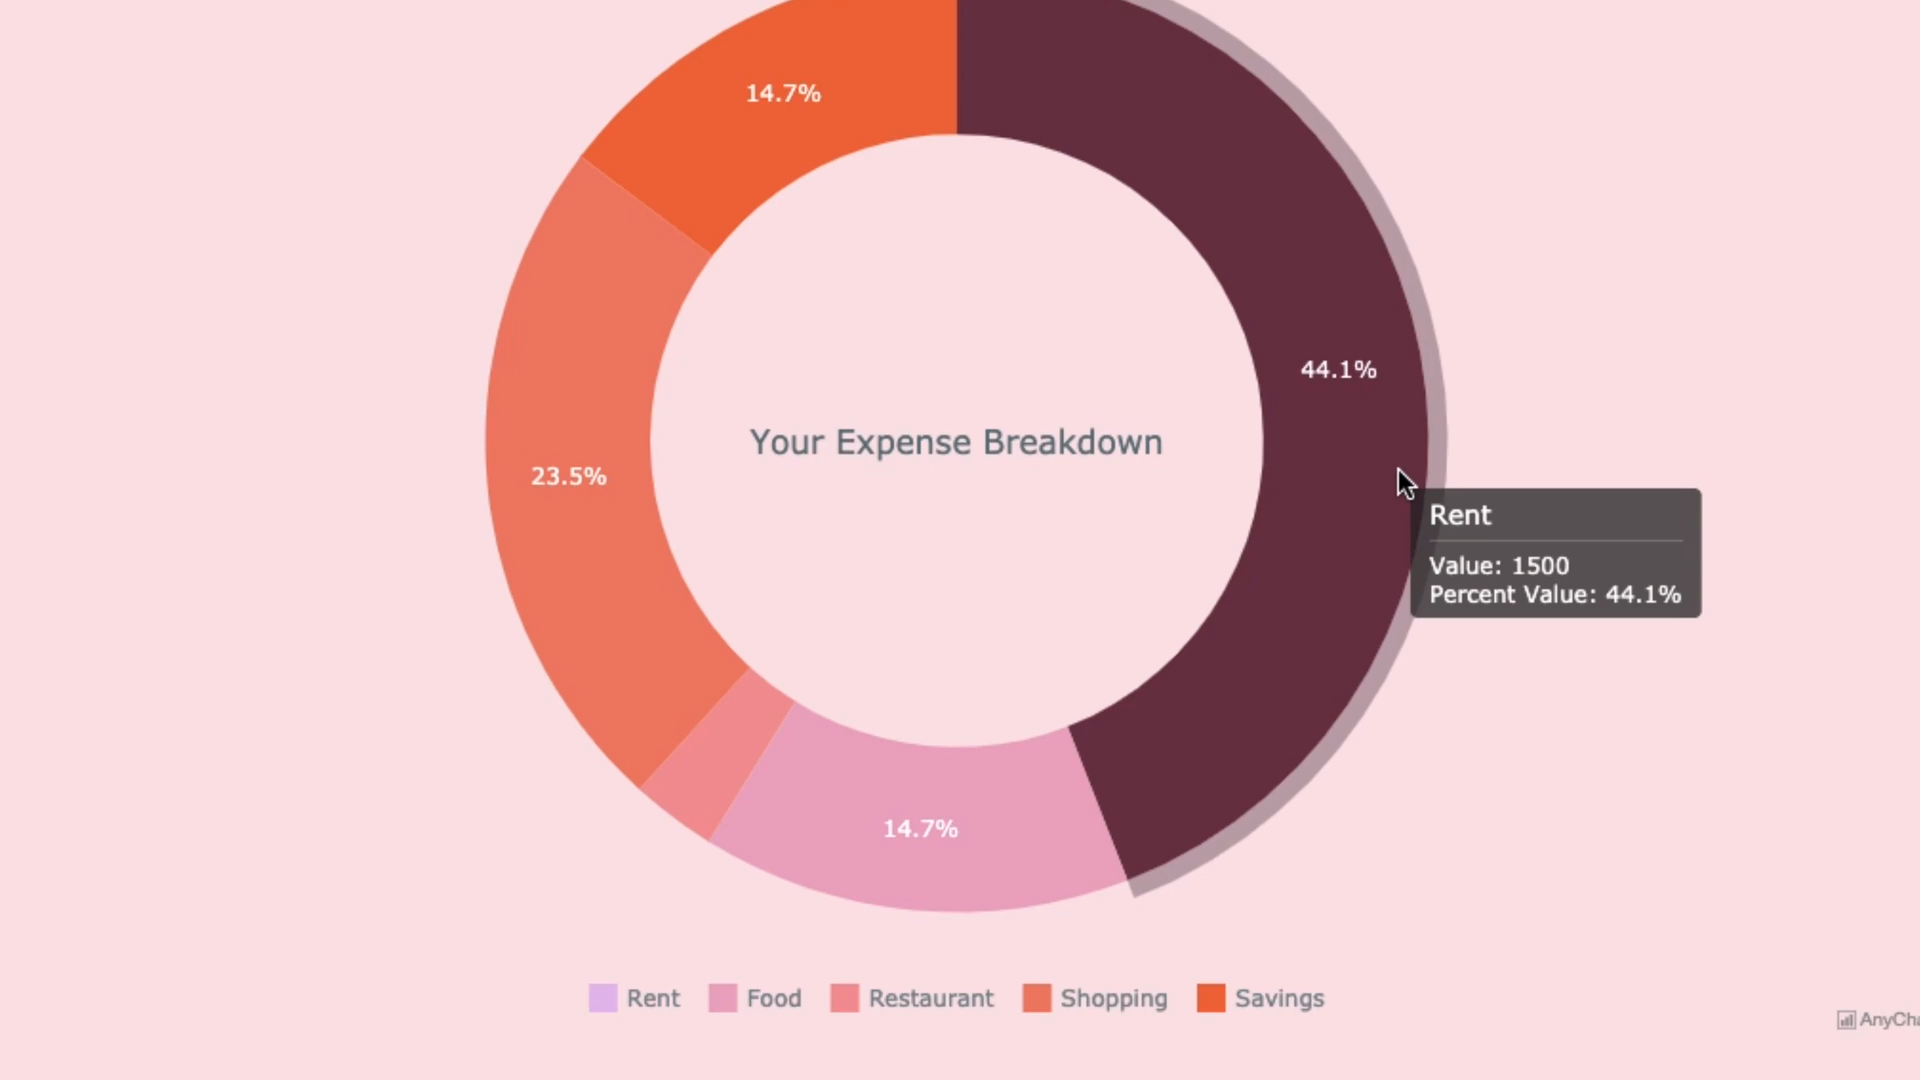 14.7%
44.1%
Your Expense Breakdown
23.5%
Rent
Value: 1500
Percent Value: 44.1%
14.7%
Rent Food Restaurant Shopping Savings